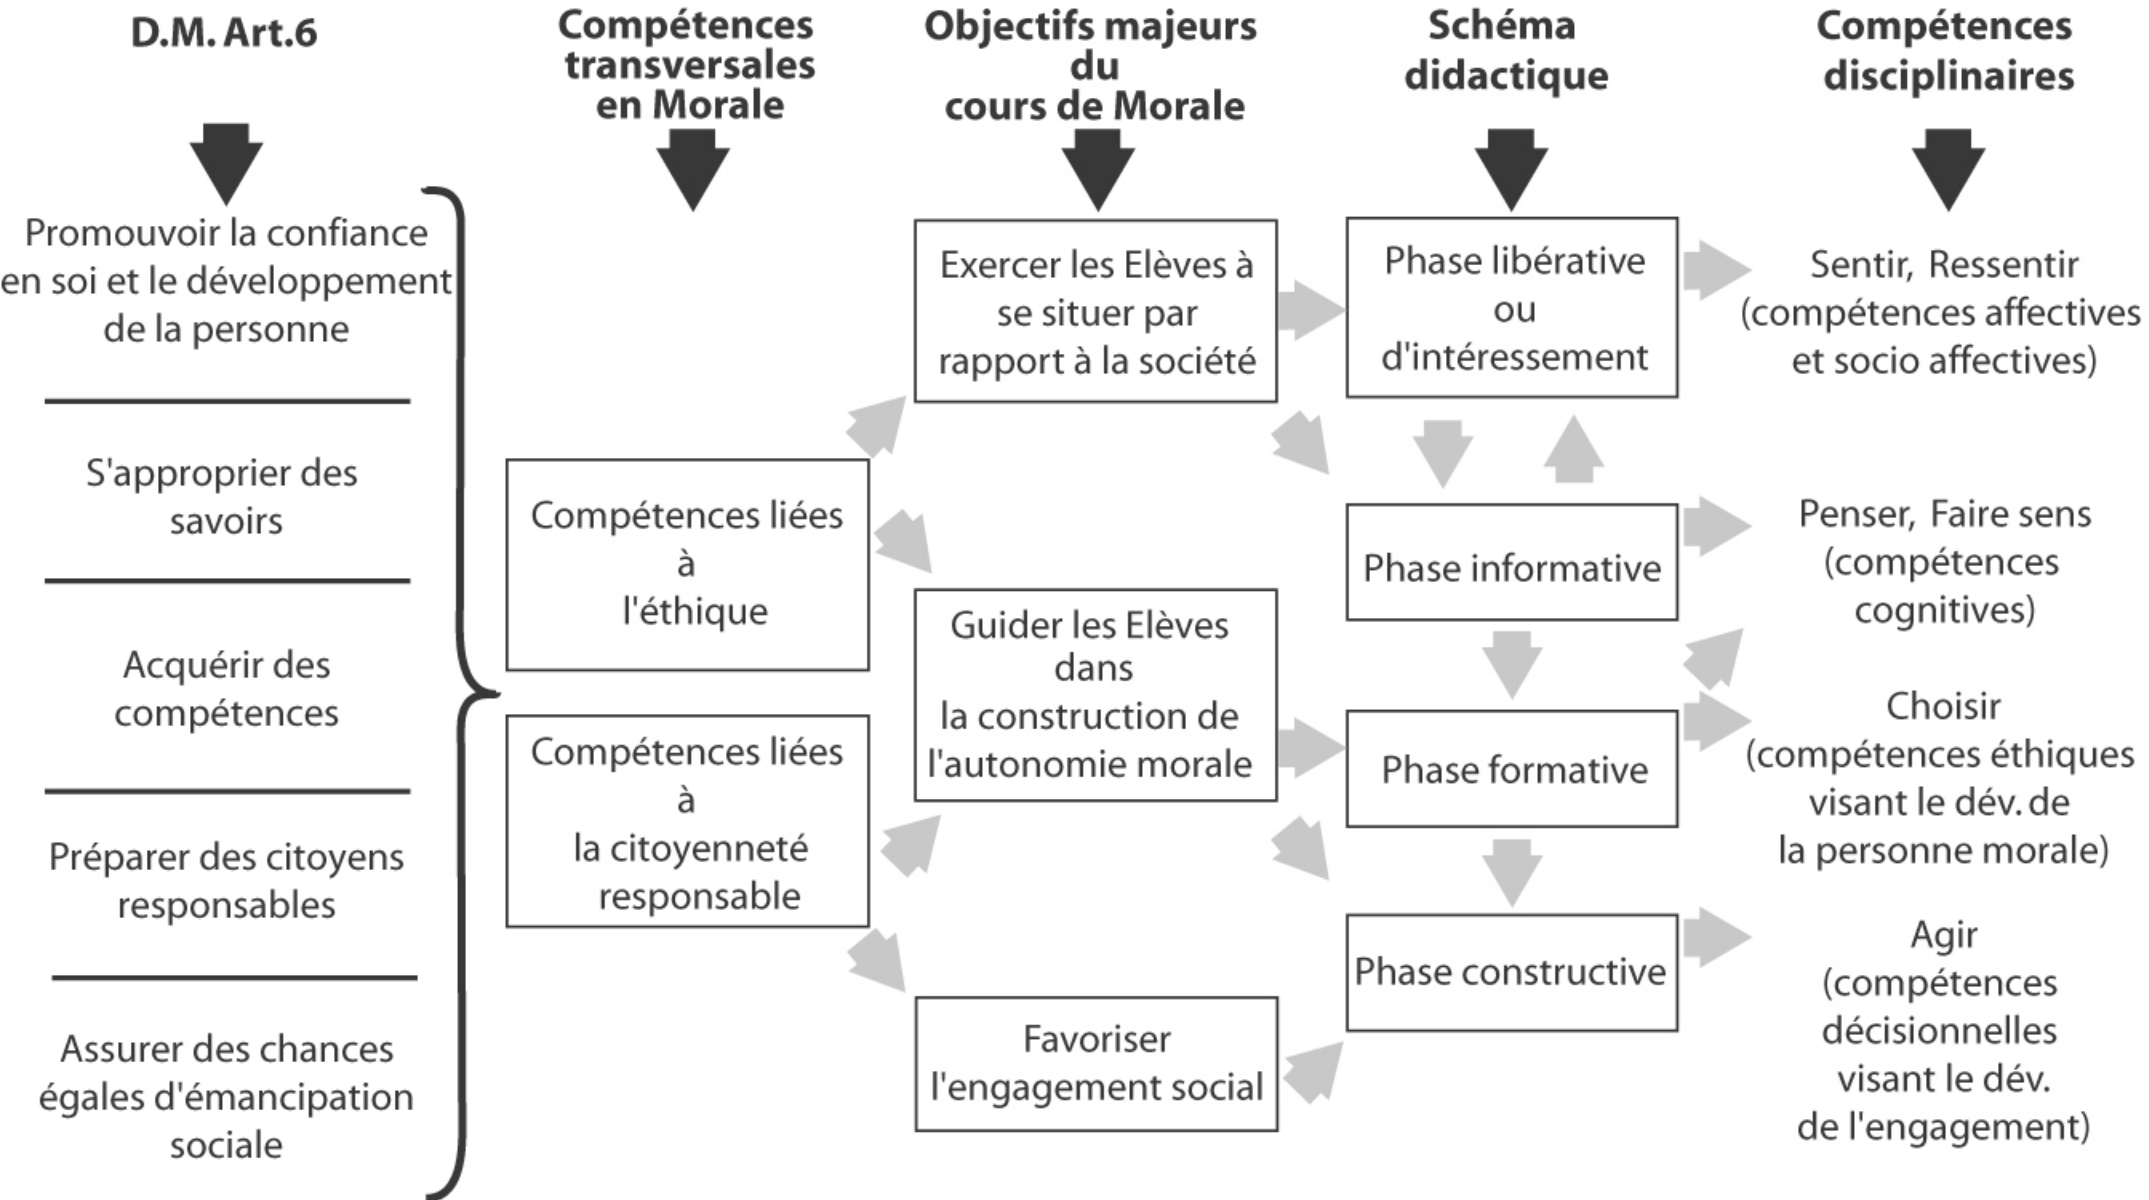 D.M. Art.6
Promouvoir la confiance
en soi et le développement
de la personne
S'approprier des
savoirs
Acquérir des
compétences
Préparer des citoyens
responsables
Assurer des chances
égales d'émancipation
sociale
Compétences
transversales
en Morale
Compétences liées
à
l'éthique
Compétences liées
à
la citoyenneté
responsable
Objectifs majeurs
du
cours de Morale
Exercer les Elèves à
se situer par
rapport à la société
Guider les Elèves
dans
la construction de
l'autonomie morale
Favoriser
l'engagement social
Schéma
didactique
Phase libérative
ou
d'intéressement
Phase informative
Phase formative
Phase constructive
Compétences
disciplinaires
Sentir, Ressentir
(compétences affectives
et socio affectives)
Penser, Faire sens
(compétences
cognitives)
Choisir
(compétences éthiques
visant le dév. de
la personne morale)
Agir
(compétences
décisionnelles
visant le dév.
de l'engagement)